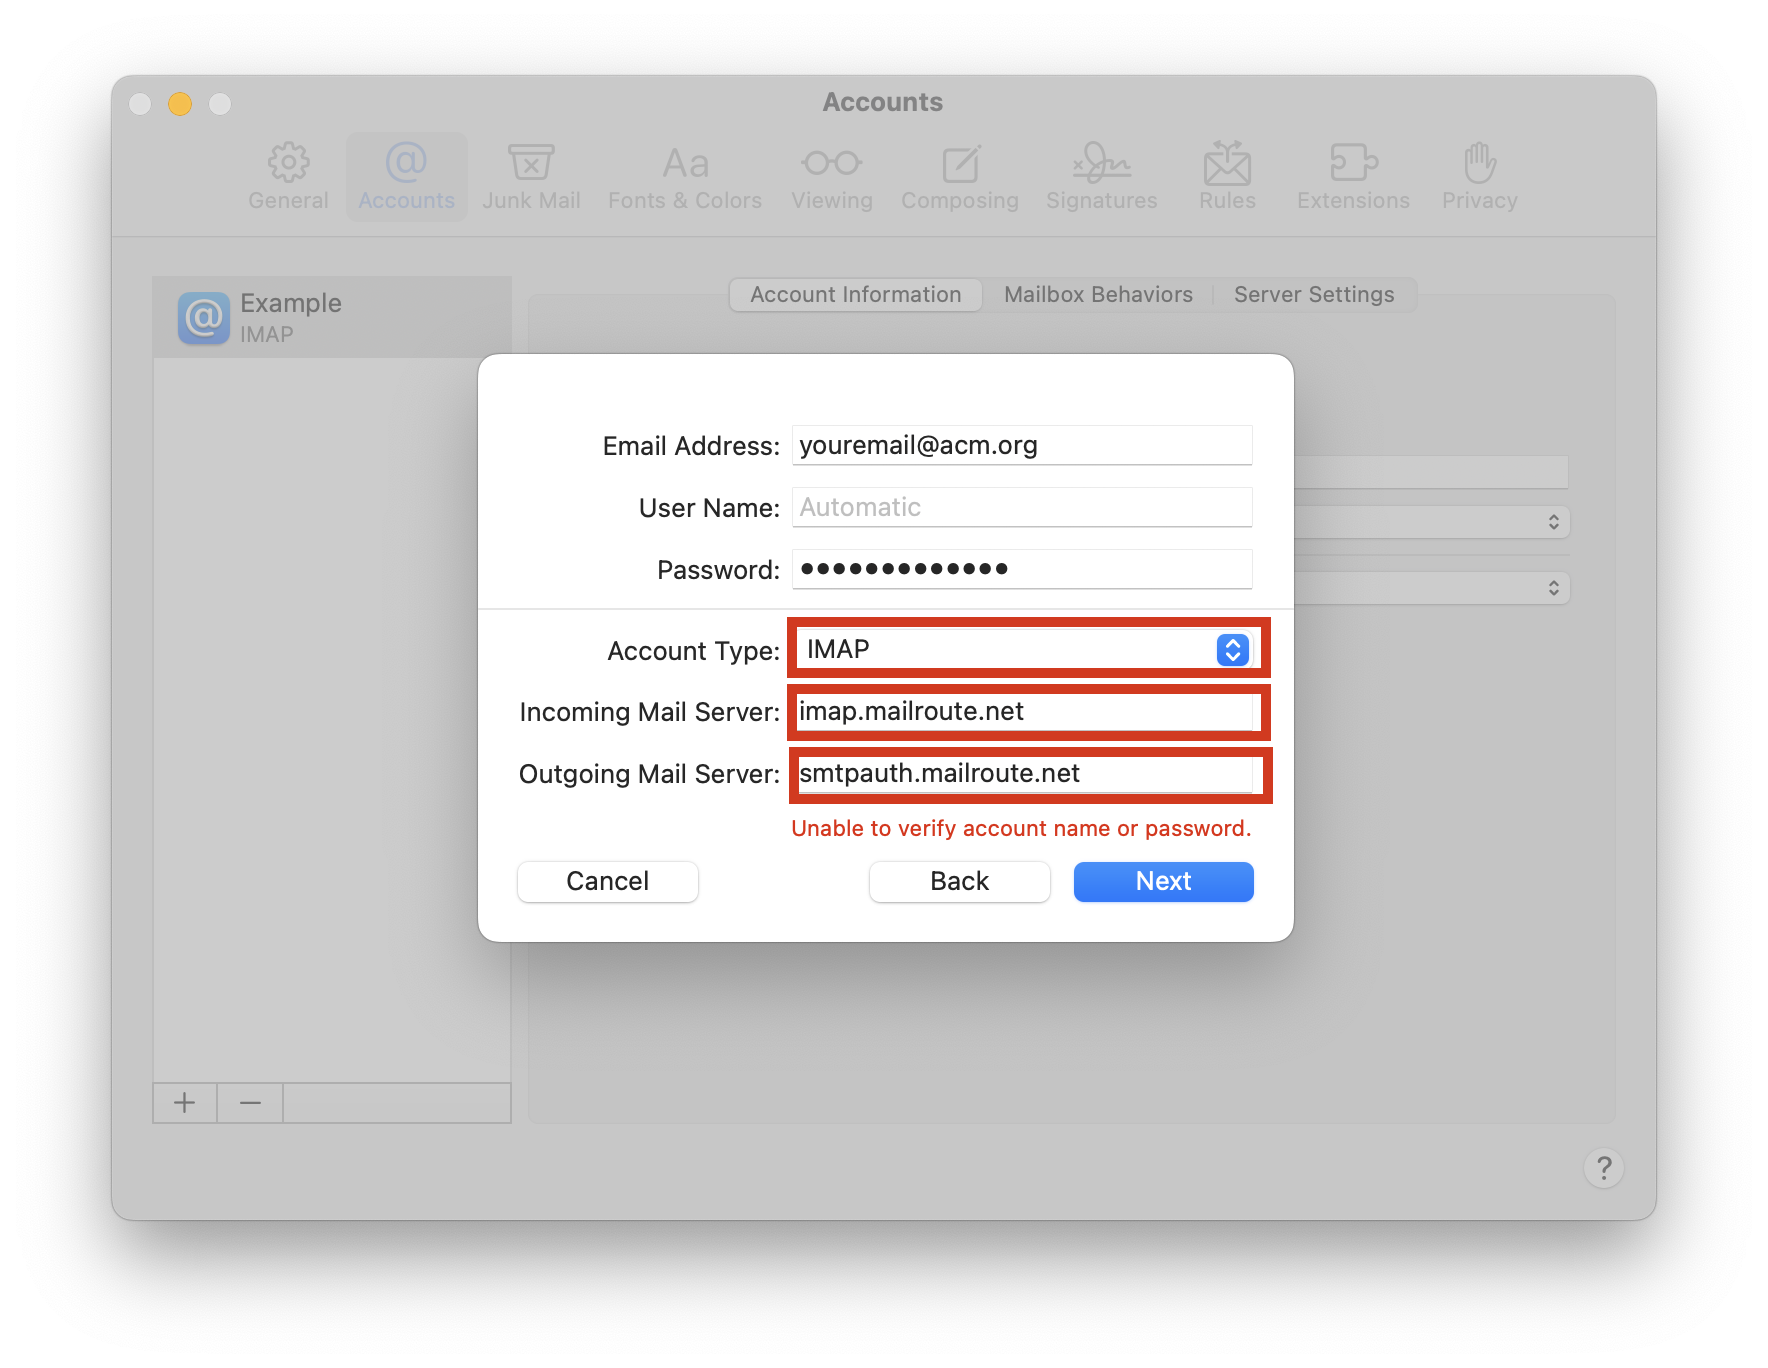 Accounts
General Accounts Junk Mail Aa Fonts & Colors Viewing Composing Signatures Rules Extensions Privacy
@ Example
IMAP
Account Information Mailbox Behaviors Server Settings
Email Address: youremail@acm.org
User Name: Automatic
Password: ●●●●●●●●●●●●●
Account Type: IMAP
Incoming Mail Server: imap.mailroute.net
Outgoing Mail Server: smtpauth.mailroute.net
Unable to verify account name or password.
Cancel Back Next
+ −
?